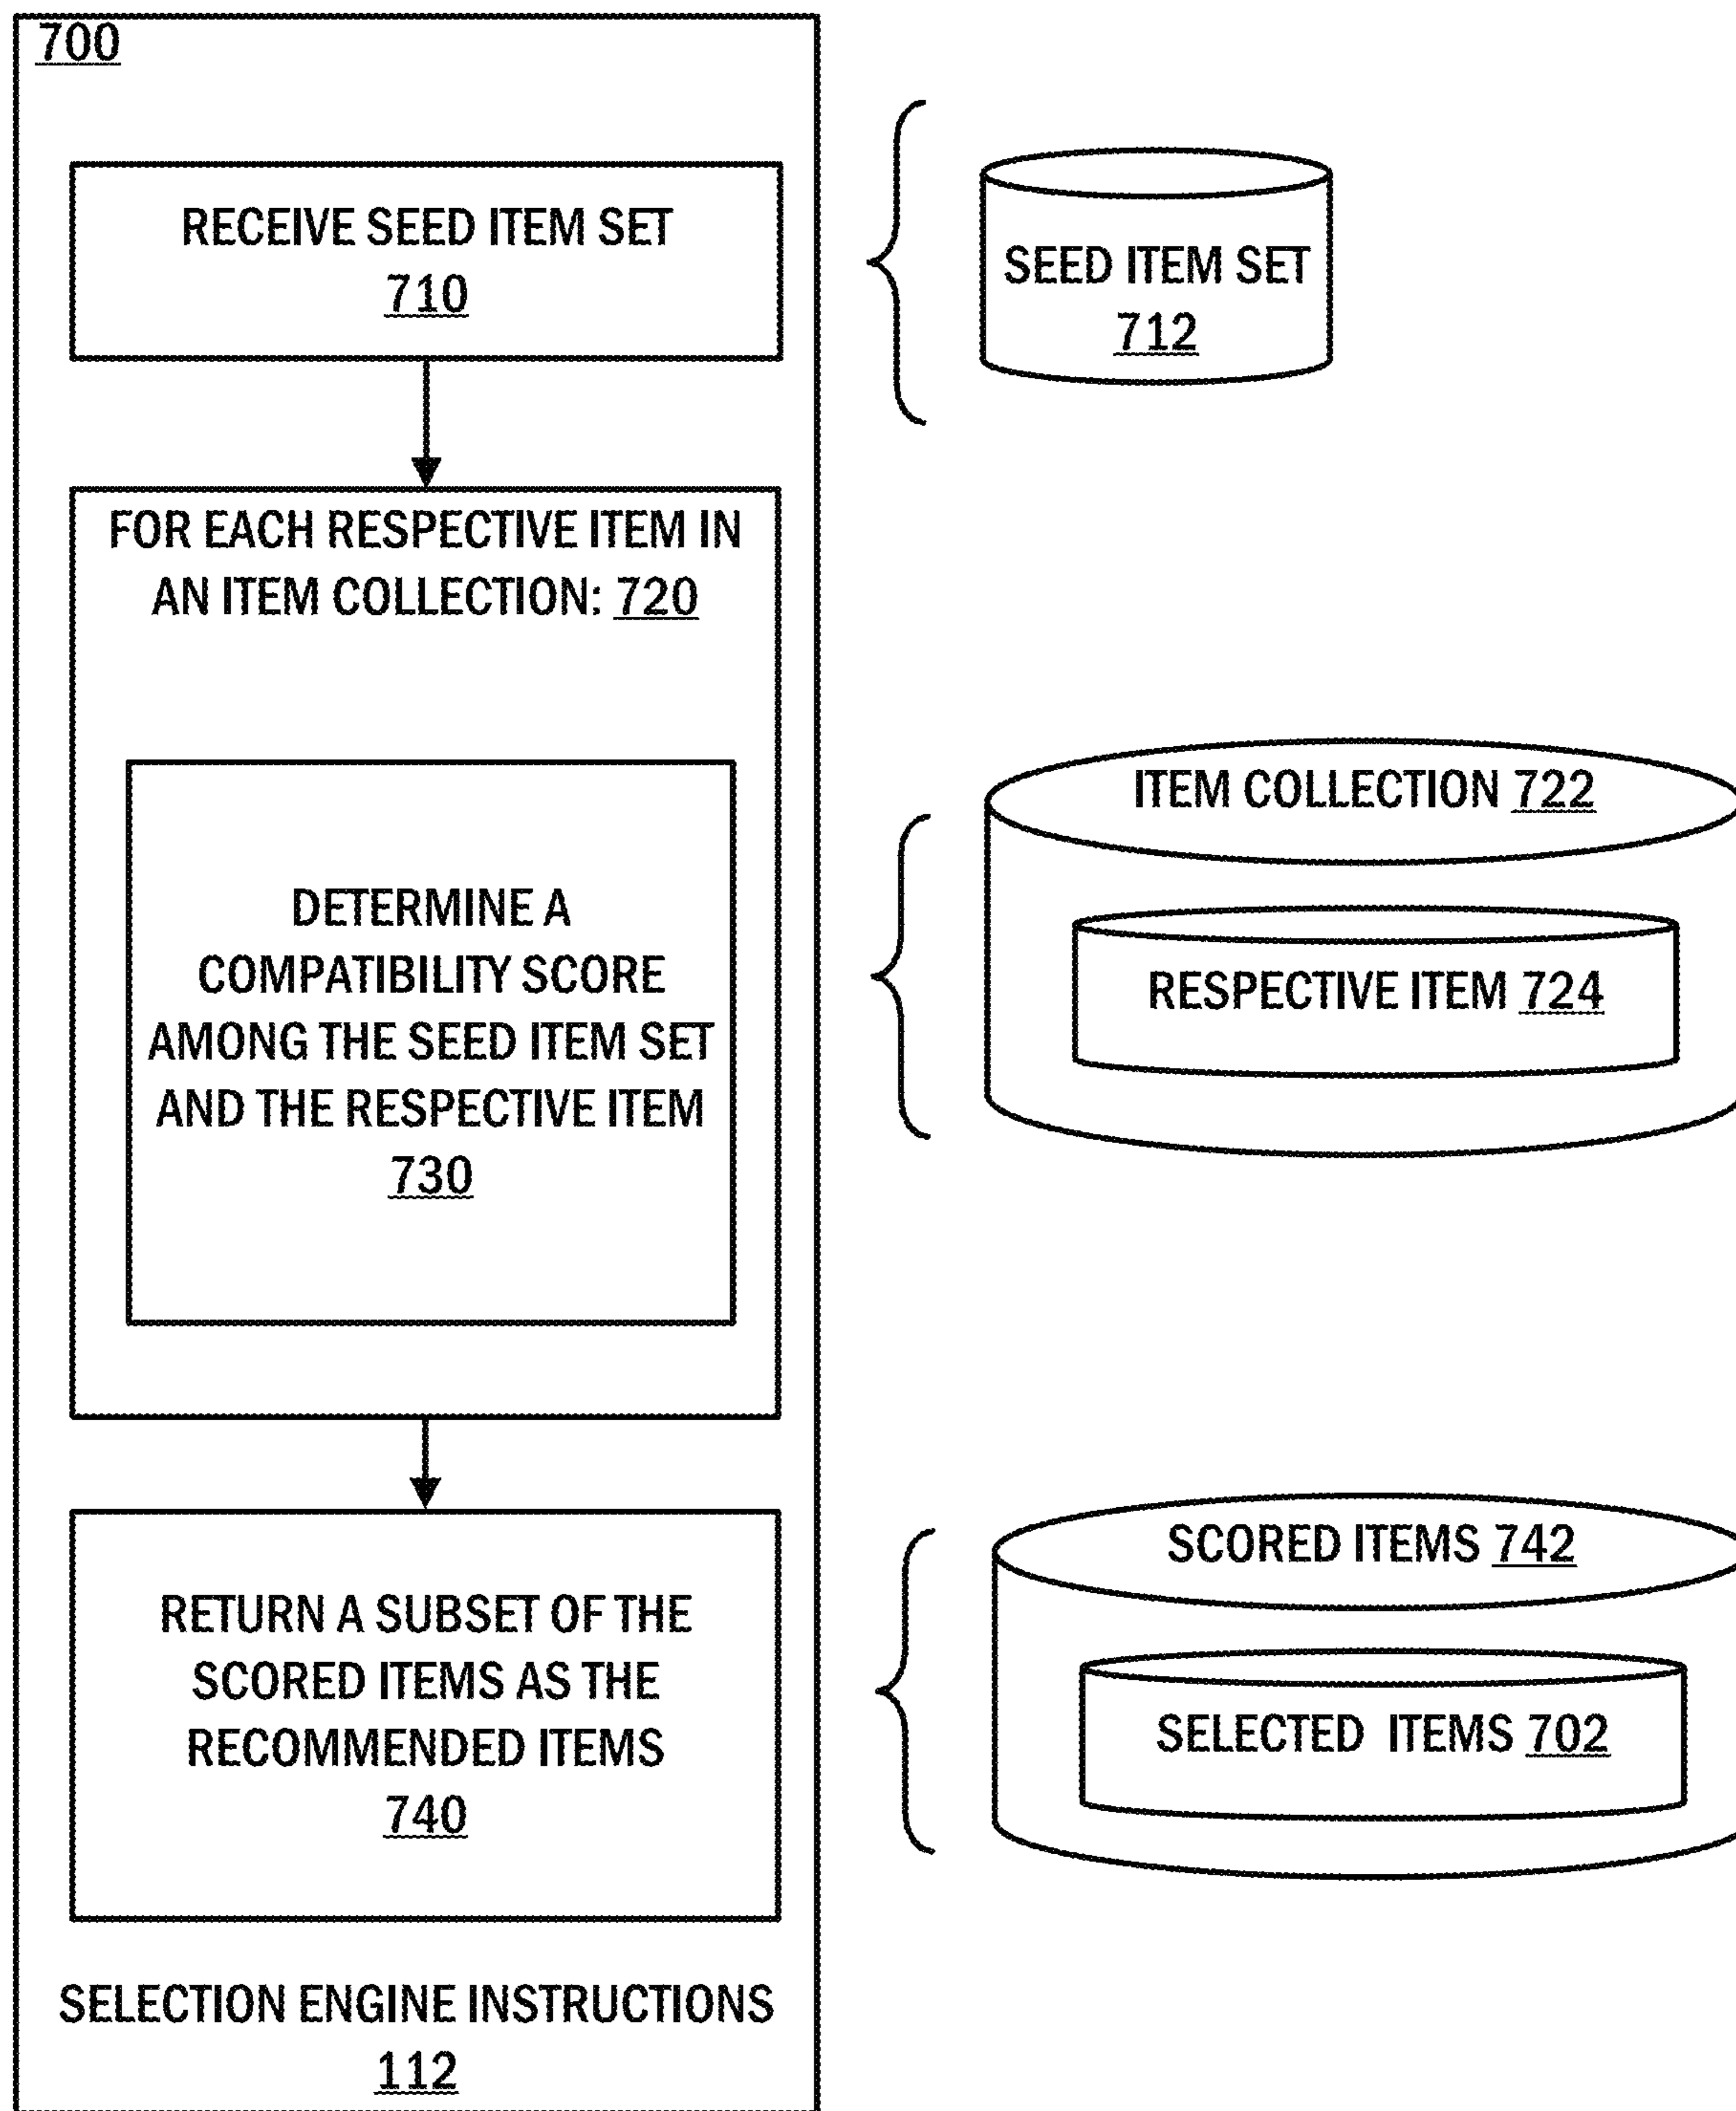 700
RECEIVE SEED ITEM SET
710
SEED ITEM SET
712
FOR EACH RESPECTIVE ITEM IN
AN ITEM COLLECTION: 720
DETERMINE A
COMPATIBILITY SCORE
AMONG THE SEED ITEM SET
AND THE RESPECTIVE ITEM
730
ITEM COLLECTION 722
RESPECTIVE ITEM 724
RETURN A SUBSET OF THE
SCORED ITEMS AS THE
RECOMMENDED ITEMS
740
SCORED ITEMS 742
SELECTED ITEMS 702
SELECTION ENGINE INSTRUCTIONS
112